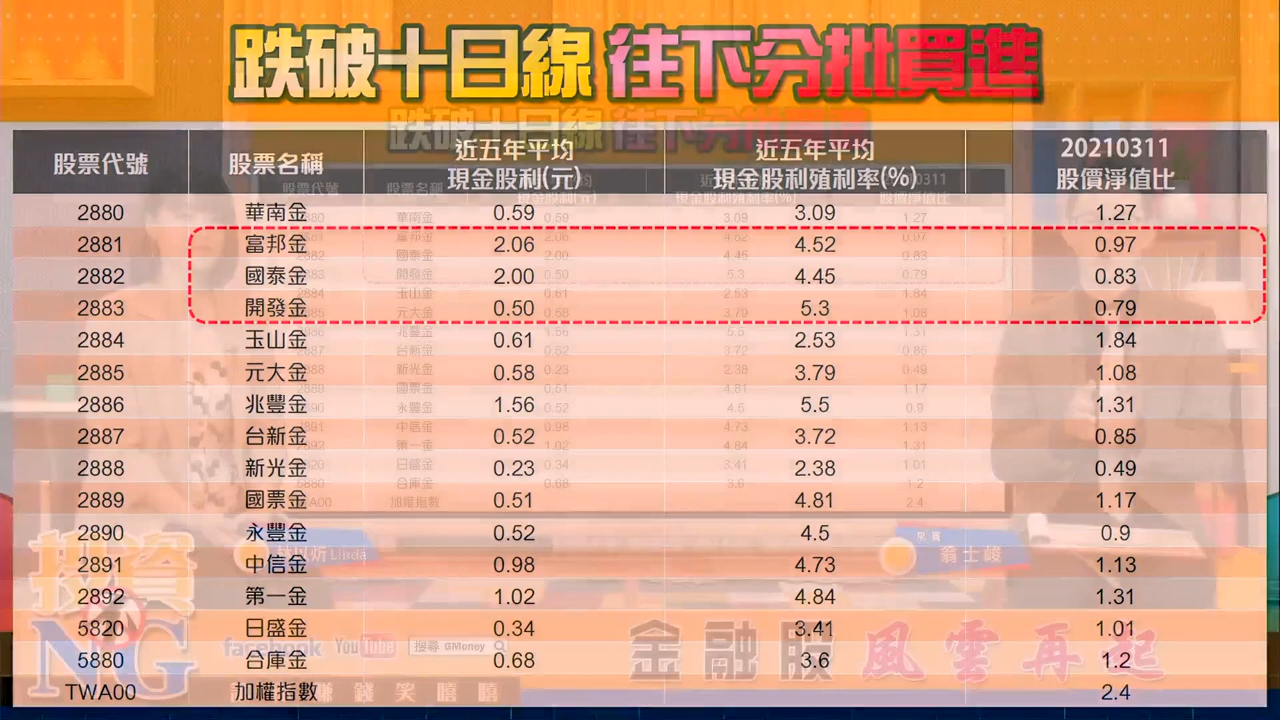 跌破十日線 往下分批買進
股票代號 股票名稱 近五年平均 現金股利(元) 近五年平均 現金股利殖利率(%) 20210311 股價淨值比
2880 華南金 0.59 3.09 1.27
2881 富邦金 2.06 4.52 0.97
2882 國泰金 2.00 4.45 0.83
2883 開發金 0.50 5.3 0.79
2884 玉山金 0.61 2.53 1.84
2885 元大金 0.58 3.79 1.08
2886 兆豐金 1.56 5.5 1.31
2887 台新金 0.52 3.72 0.85
2888 新光金 0.23 2.38 0.49
2889 國票金 0.51 4.81 1.17
2890 永豐金 0.52 4.5 0.9
2891 中信金 0.98 4.73 1.13
2892 第一金 1.02 4.84 1.31
5820 日盛金 0.34 3.41 1.01
5880 合庫金 0.68 3.6 1.2
TWA00 加權指數 2.4
投資
NG
facebook YouTube 搜尋 GMoney
金融股 風雲再起
翁士峻